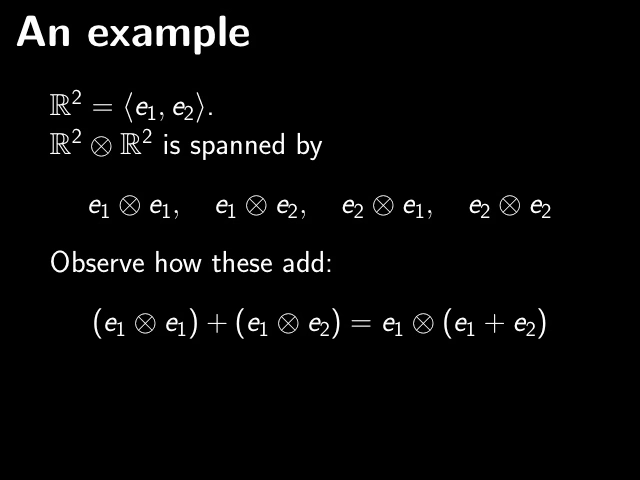 An example
ℝ² = ⟨e₁, e₂⟩.
ℝ² ⊗ ℝ² is spanned by
e₁ ⊗ e₁, e₁ ⊗ e₂, e₂ ⊗ e₁, e₂ ⊗ e₂
Observe how these add:
(e₁ ⊗ e₁) + (e₁ ⊗ e₂) = e₁ ⊗ (e₁ + e₂)